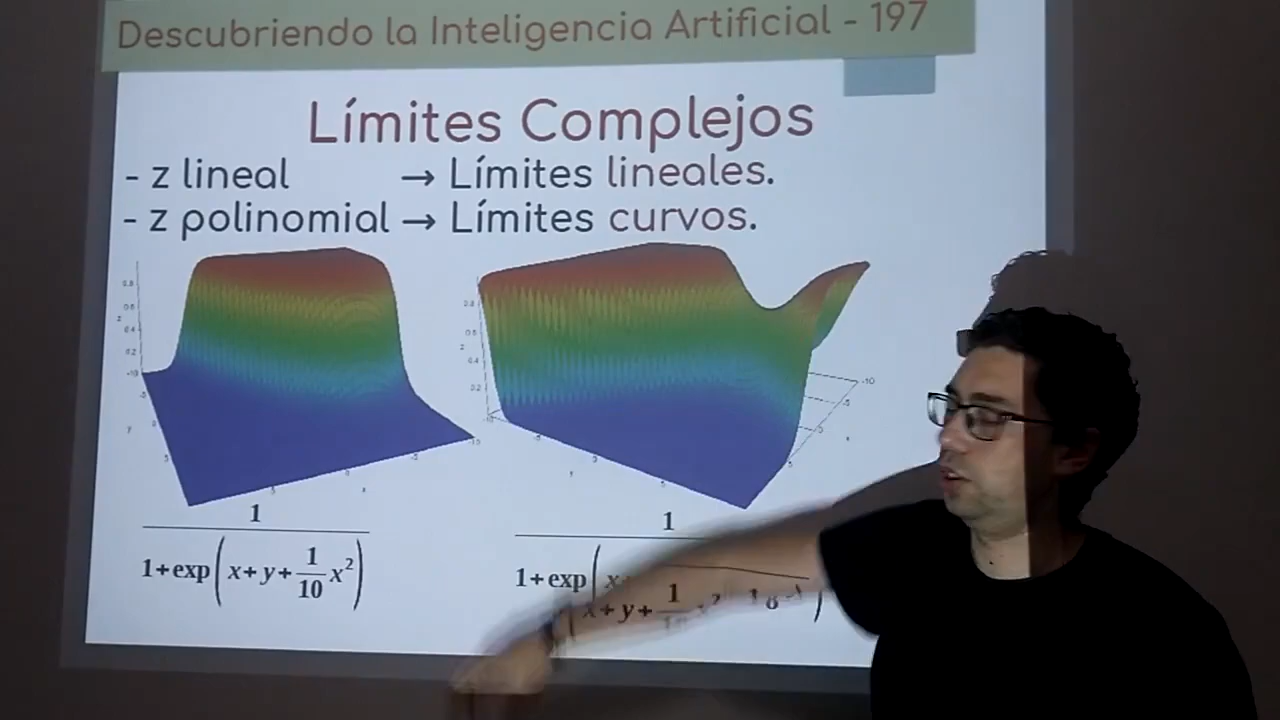 Descubriendo la Inteligencia Artificial - 197
Límites Complejos
- z lineal → Límites lineales.
- z polinomial → Límites curvos.
1
1+exp(x+y+1/10 x²)
1
1+exp(
x+y+1